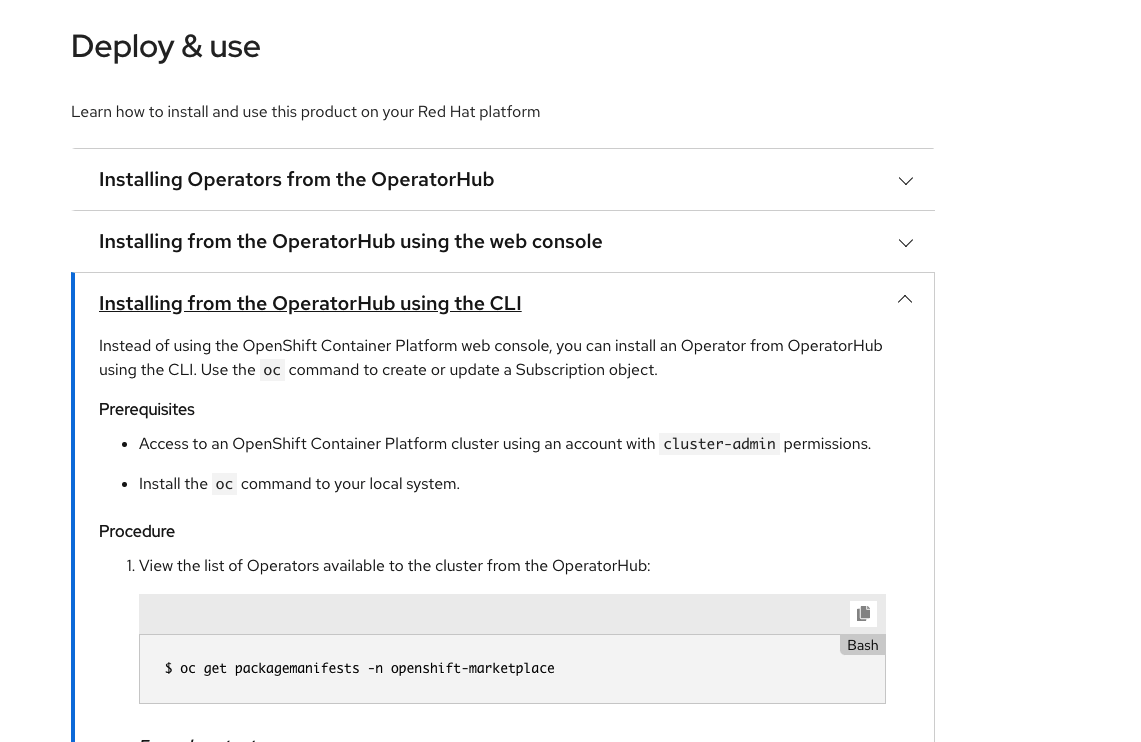 Deploy & use
Learn how to install and use this product on your Red Hat platform
Installing Operators from the OperatorHub
Installing from the OperatorHub using the web console
Installing from the OperatorHub using the CLI
Instead of using the OpenShift Container Platform web console, you can install an Operator from OperatorHub
using the CLI. Use the oc command to create or update a Subscription object.
Prerequisites
• Access to an OpenShift Container Platform cluster using an account with cluster-admin permissions.
• Install the oc command to your local system.
Procedure
1. View the list of Operators available to the cluster from the OperatorHub:
Bash
$ oc get packagemanifests -n openshift-marketplace